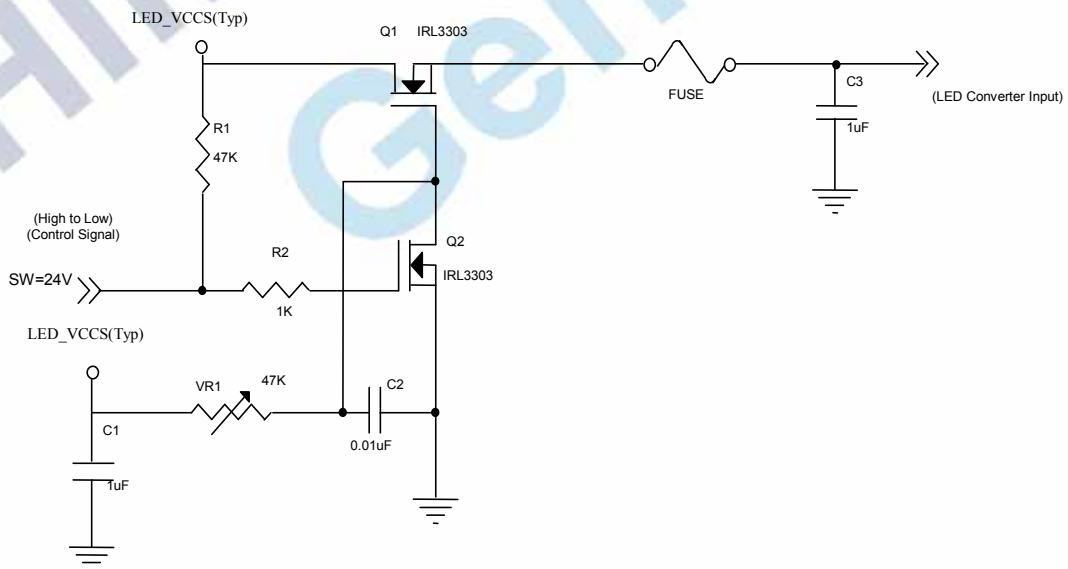 LED_VCCS(Typ)
Q1 IRL3303
FUSE
C3
1uF
(LED Converter Input)
R1
47K
(High to Low)
(Control Signal)
SW=24V
R2
1K
Q2
IRL3303
LED_VCCS(Typ)
VR1
47K
C2
0.01uF
C1
1uF